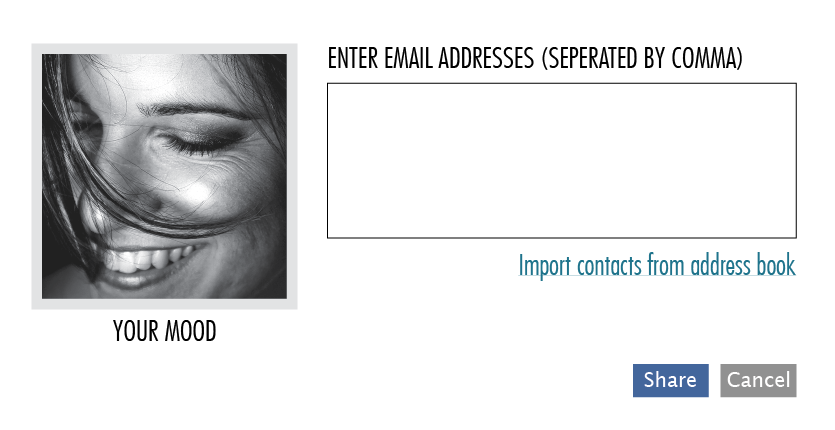 ENTER EMAIL ADDRESSES (SEPERATED BY COMMA)
Import contacts from address book
YOUR MOOD
Share
Cancel